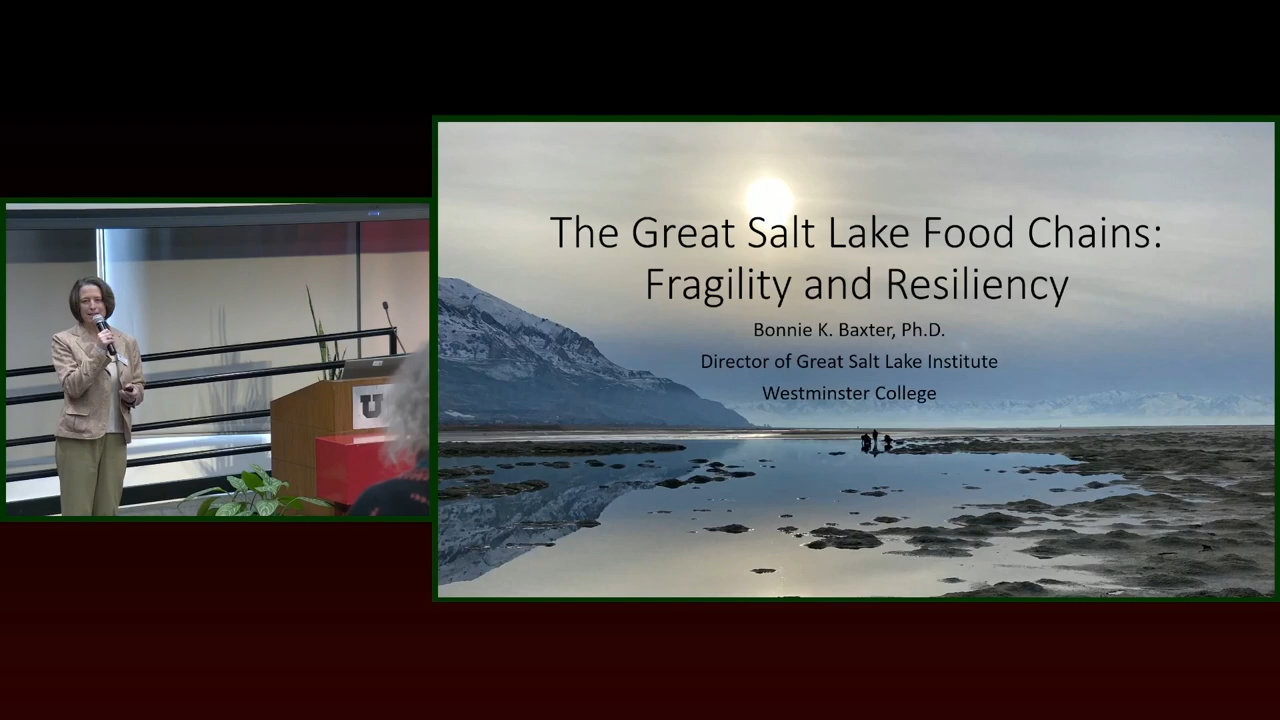 The Great Salt Lake Food Chains:
Fragility and Resiliency
Bonnie K. Baxter, Ph.D.
Director of Great Salt Lake Institute
Westminster College
U